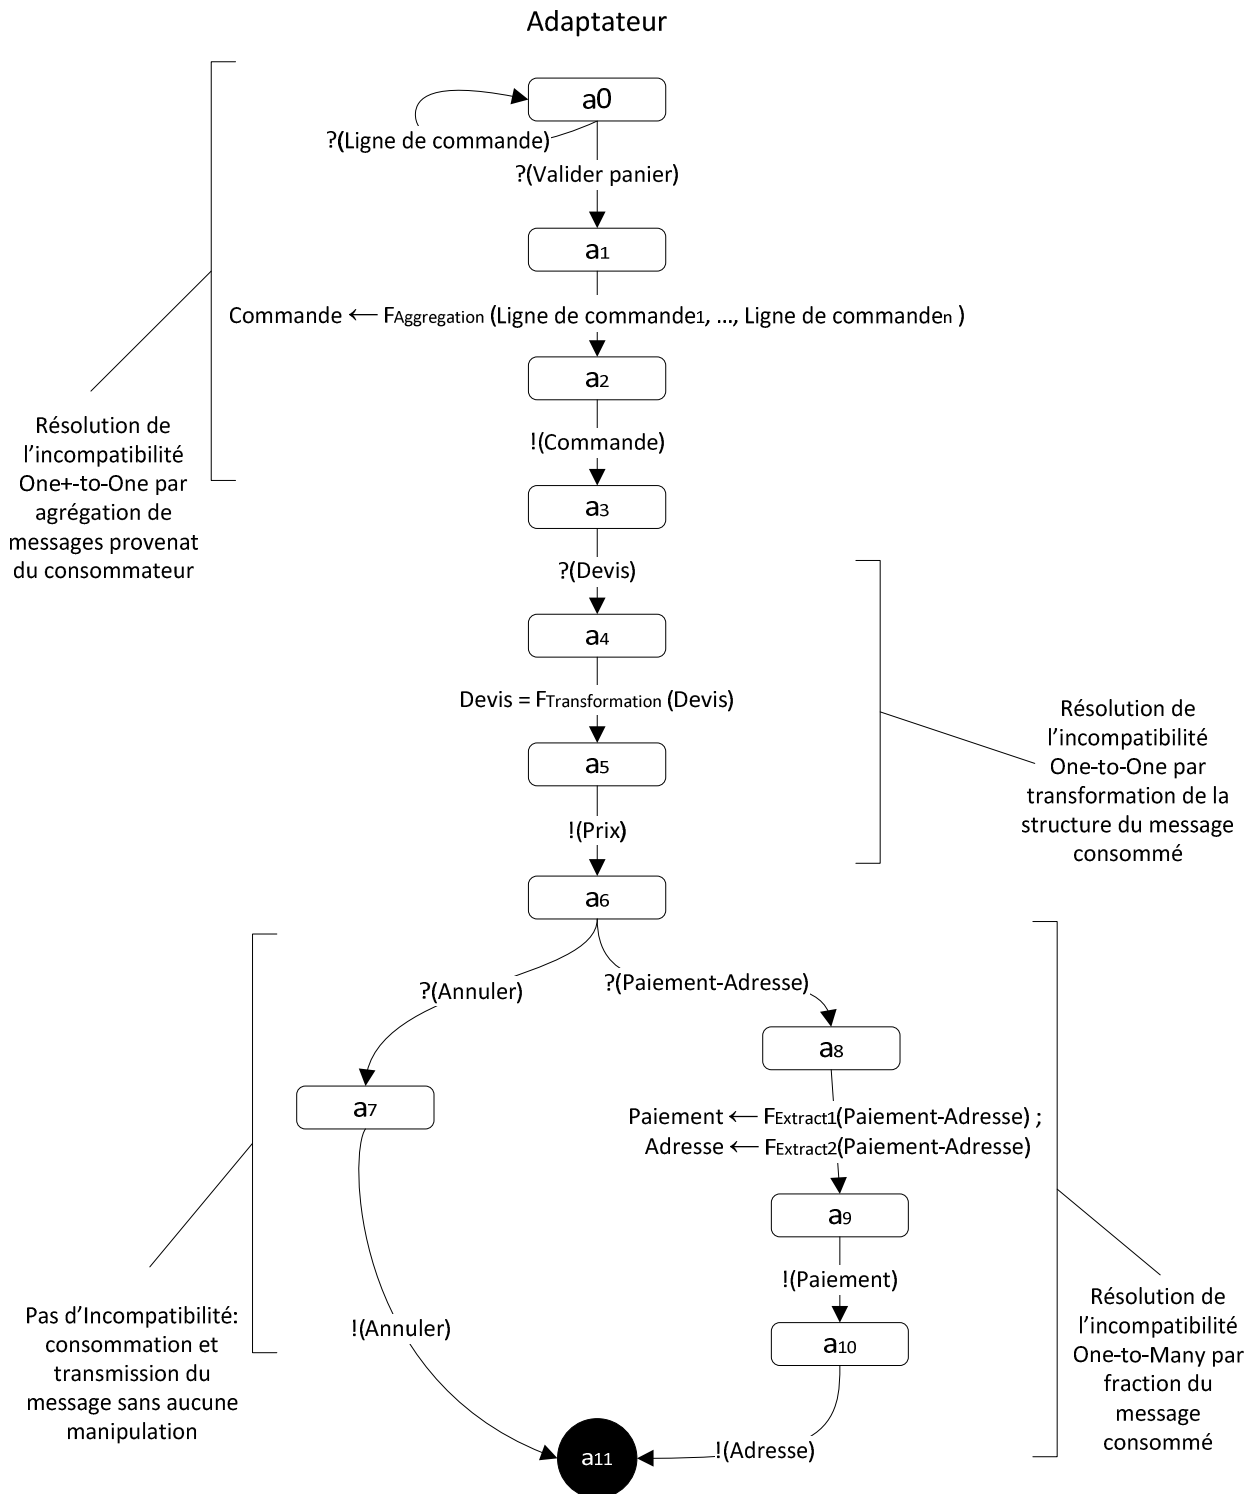 Adaptateur
a0
?(Ligne de commande)
?(Valider panier)
a1
Commande ← FAggregation (Ligne de commande1, ..., Ligne de commanden )
a2
!(Commande)
a3
Résolution de
l’incompatibilité
One+-to-One par
agrégation de
messages provenat
du consommateur
?(Devis)
a4
Devis = FTransformation (Devis)
a5
!(Prix)
a6
Résolution de
l’incompatibilité
One-to-One par
transformation de la
structure du message
consommé
?(Annuler)
?(Paiement-Adresse)
a7
a8
Paiement ← FExtract1(Paiement-Adresse) ;
Adresse ← FExtract2(Paiement-Adresse)
a9
!(Paiement)
a10
!(Annuler)
!(Adresse)
a11
Pas d’Incompatibilité:
consommation et
transmission du
message sans aucune
manipulation
Résolution de
l’incompatibilité
One-to-Many par
fraction du
message
consommé